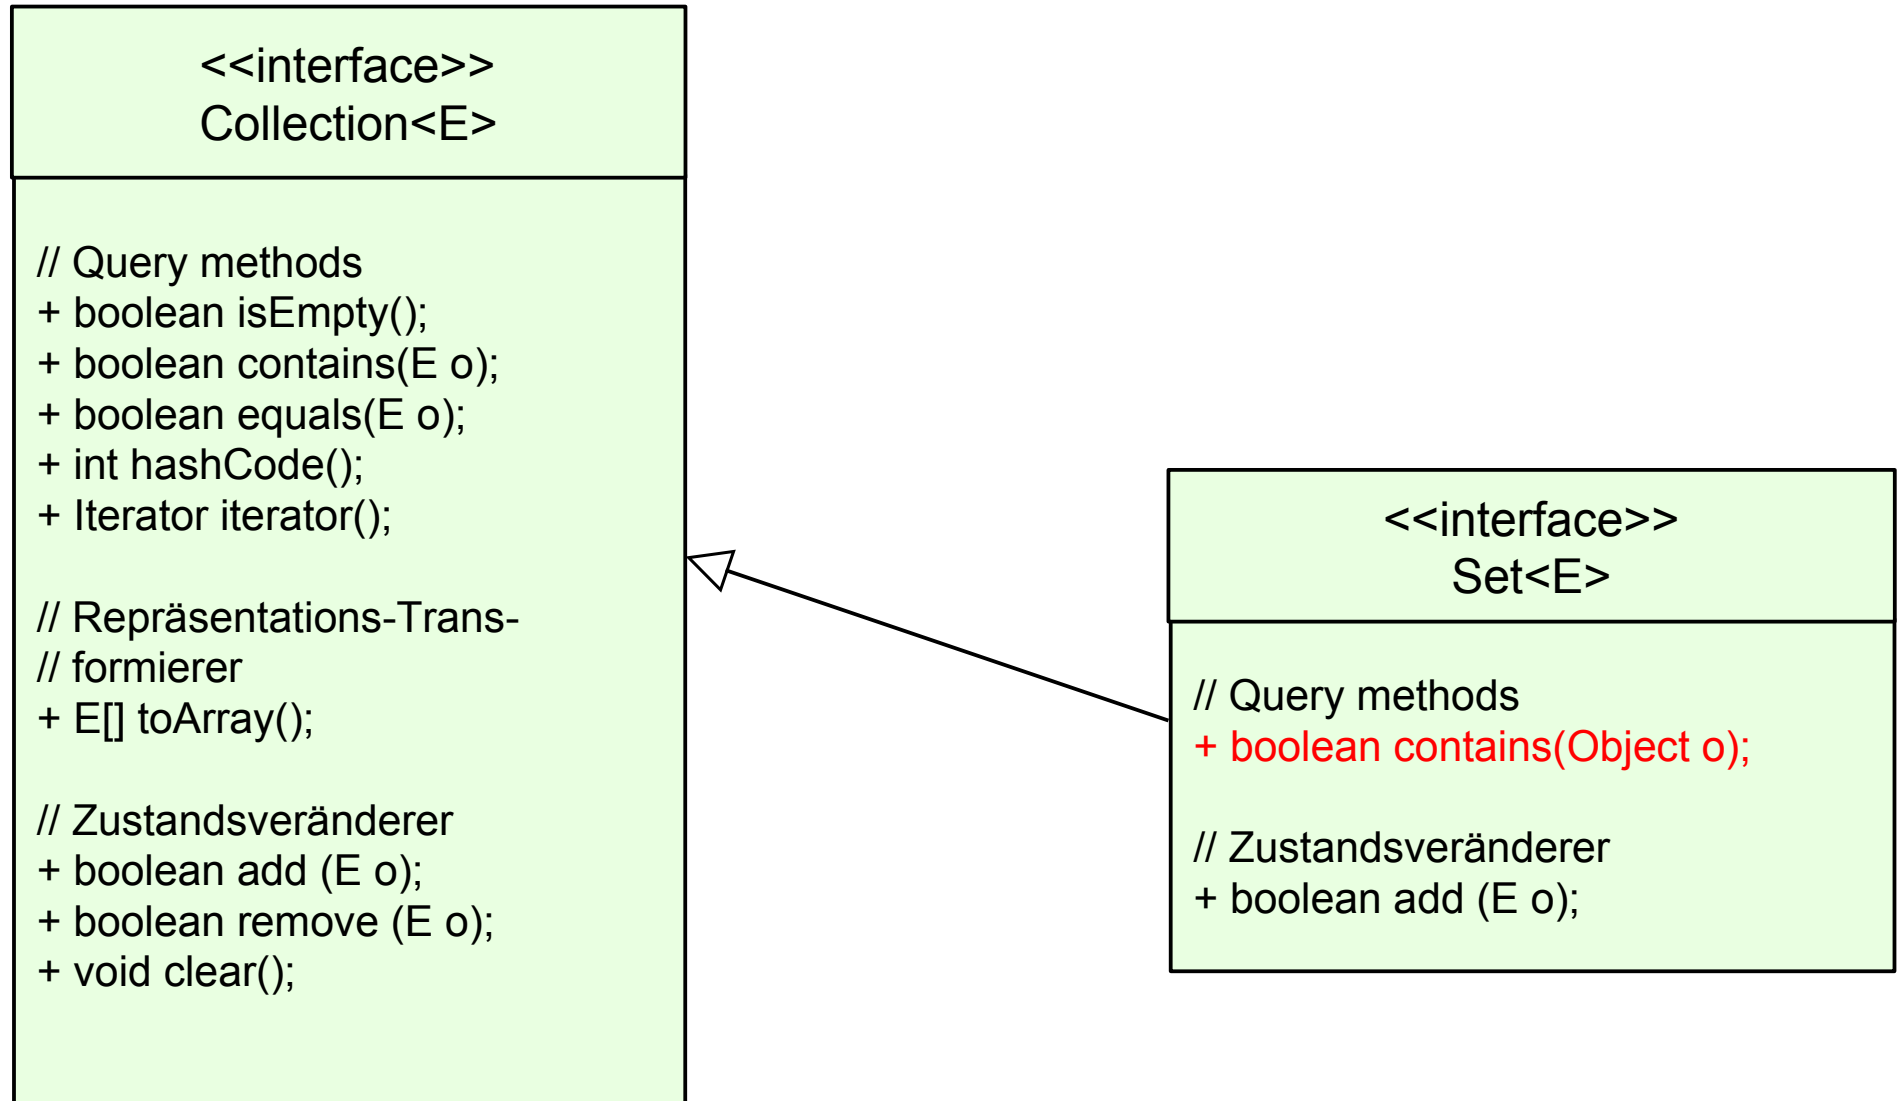 <<interface>>
Collection<E>
// Query methods
+ boolean isEmpty();
+ boolean contains(E o);
+ boolean equals(E o);
+ int hashCode();
+ Iterator iterator();
// Repräsentations-Trans-
// formierer
+ E[] toArray();
// Zustandsveränderer
+ boolean add (E o);
+ boolean remove (E o);
+ void clear();
<<interface>>
Set<E>
// Query methods
+ boolean contains(Object o);
// Zustandsveränderer
+ boolean add (E o);